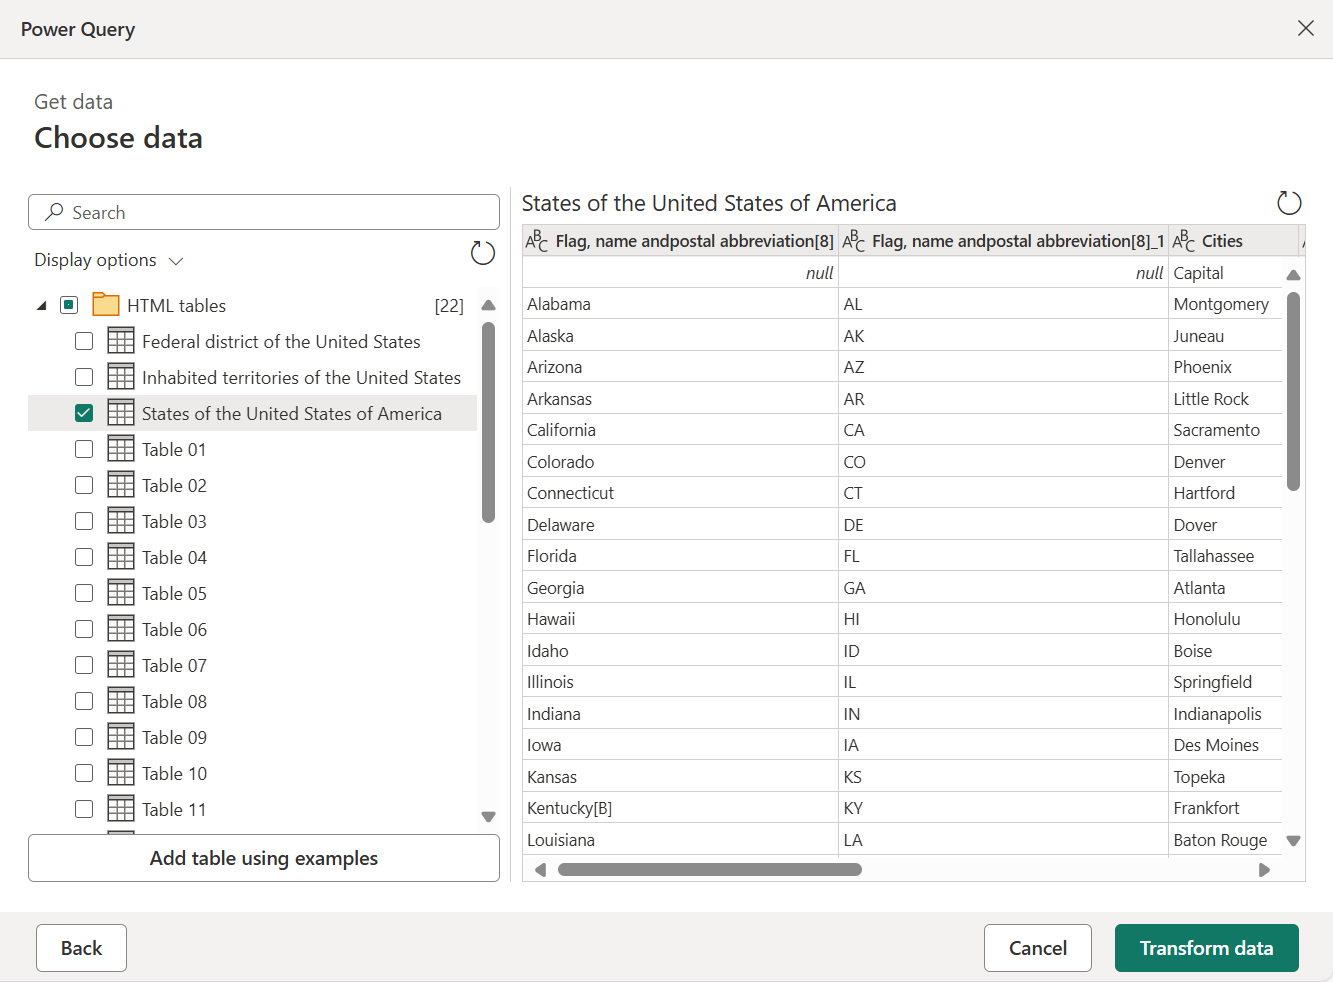 Power Query
Get data
Choose data
Search
Display options
HTML tables [22]
Federal district of the United States
Inhabited territories of the United States
States of the United States of America
Table 01
Table 02
Table 03
Table 04
Table 05
Table 06
Table 07
Table 08
Table 09
Table 10
Table 11
Add table using examples
States of the United States of America
ABC Flag, name andpostal abbreviation[8] ABC Flag, name andpostal abbreviation[8]_1 ABC Cities
null null Capital
Alabama AL Montgomery
Alaska AK Juneau
Arizona AZ Phoenix
Arkansas AR Little Rock
California CA Sacramento
Colorado CO Denver
Connecticut CT Hartford
Delaware DE Dover
Florida FL Tallahassee
Georgia GA Atlanta
Hawaii HI Honolulu
Idaho ID Boise
Illinois IL Springfield
Indiana IN Indianapolis
Iowa IA Des Moines
Kansas KS Topeka
Kentucky[B] KY Frankfort
Louisiana LA Baton Rouge
Back
Cancel
Transform data